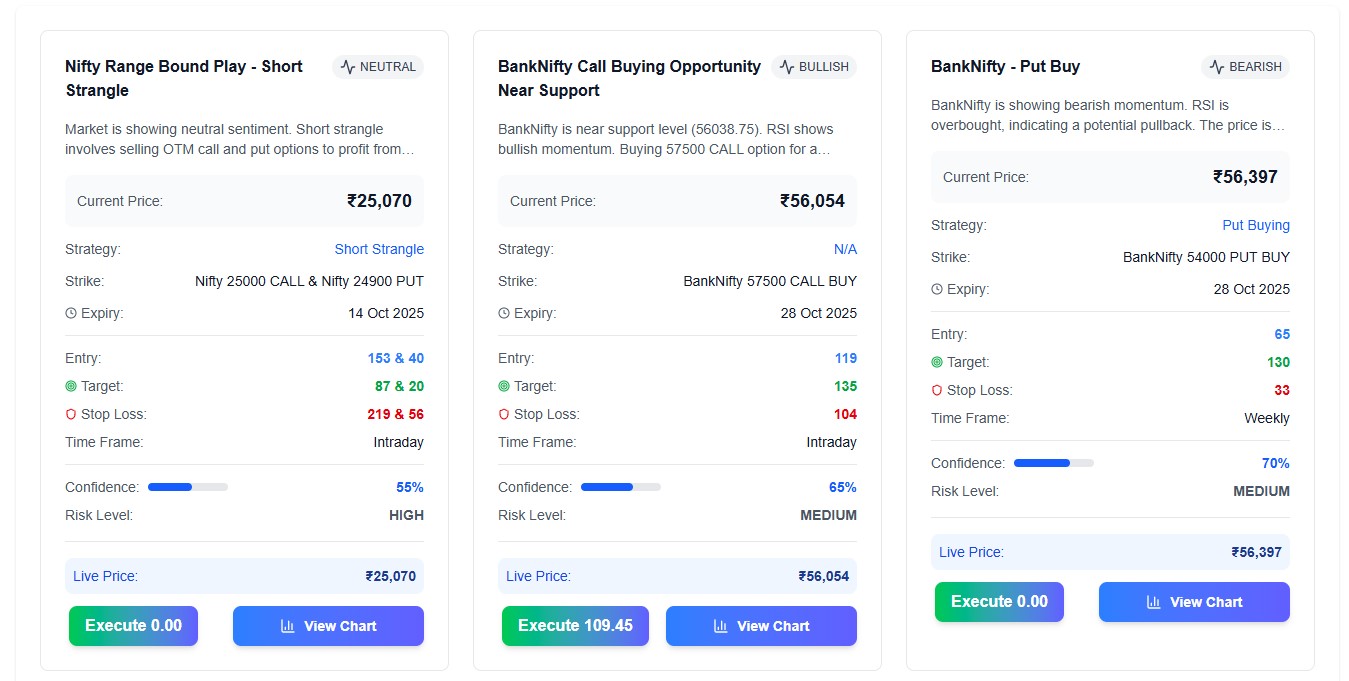 Nifty Range Bound Play - Short
Strangle
NEUTRAL
Market is showing neutral sentiment. Short strangle
involves selling OTM call and put options to profit from…
Current Price: ₹25,070
Strategy: Short Strangle
Strike: Nifty 25000 CALL & Nifty 24900 PUT
Expiry: 14 Oct 2025
Entry: 153 & 40
Target: 87 & 20
Stop Loss: 219 & 56
Time Frame: Intraday
Confidence: 55%
Risk Level: HIGH
Live Price: ₹25,070
Execute 0.00 View Chart
BankNifty Call Buying Opportunity
Near Support
BULLISH
BankNifty is near support level (56038.75). RSI shows
bullish momentum. Buying 57500 CALL option for a…
Current Price: ₹56,054
Strategy: N/A
Strike: BankNifty 57500 CALL BUY
Expiry: 28 Oct 2025
Entry: 119
Target: 135
Stop Loss: 104
Time Frame: Intraday
Confidence: 65%
Risk Level: MEDIUM
Live Price: ₹56,054
Execute 109.45 View Chart
BankNifty - Put Buy
BEARISH
BankNifty is showing bearish momentum. RSI is
overbought, indicating a potential pullback. The price is…
Current Price: ₹56,397
Strategy: Put Buying
Strike: BankNifty 54000 PUT BUY
Expiry: 28 Oct 2025
Entry: 65
Target: 130
Stop Loss: 33
Time Frame: Weekly
Confidence: 70%
Risk Level: MEDIUM
Live Price: ₹56,397
Execute 0.00 View Chart